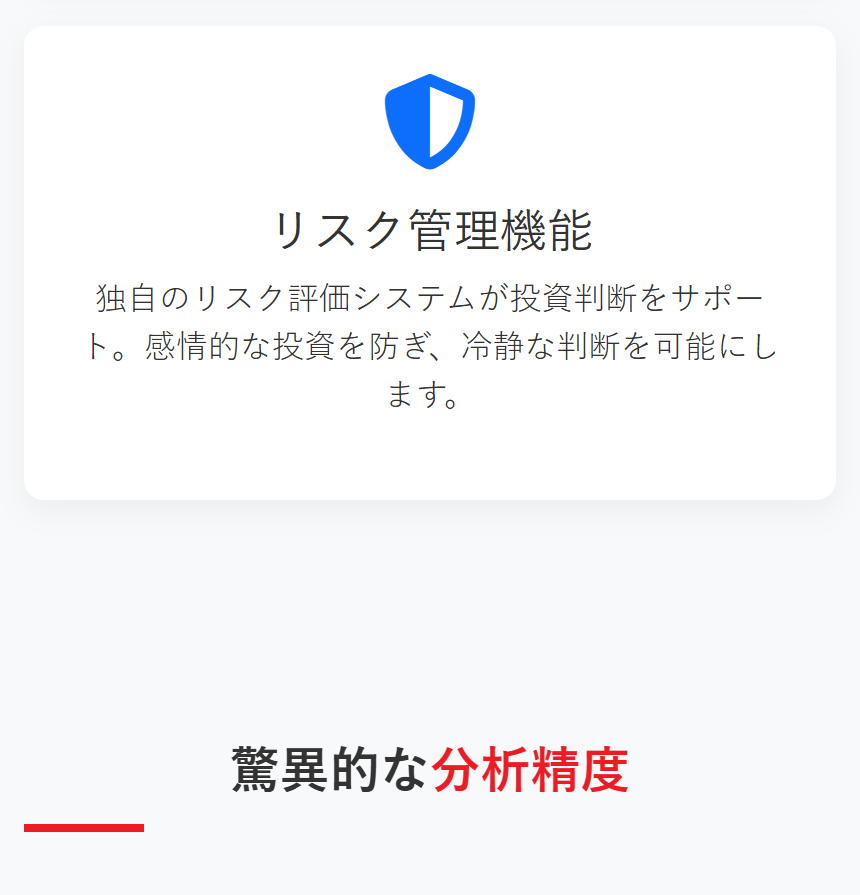 リスク管理機能
独自のリスク評価システムが投資判断をサポー
ト。感情的な投資を防ぎ、冷静な判断を可能にし
ます。
驚異的な分析精度